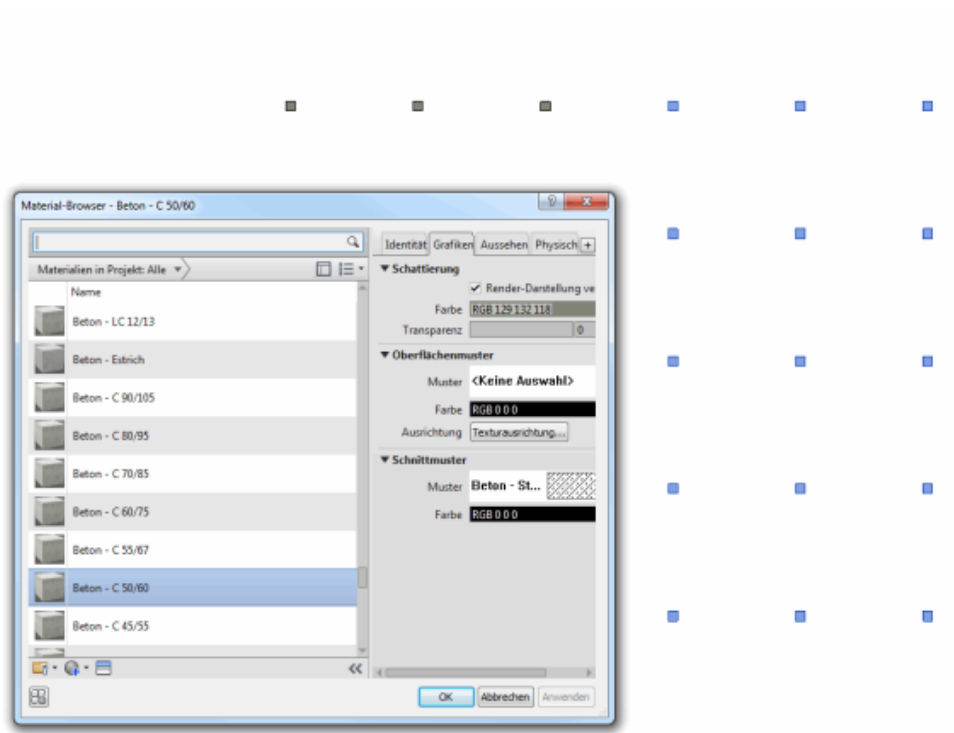 Material-Browser - Beton - C 50/60
Materialien in Projekt: Alle
Name
Beton - LC 12/13
Beton - Estrich
Beton - C 90/105
Beton - C 80/95
Beton - C 70/85
Beton - C 60/75
Beton - C 55/67
Beton - C 50/60
Beton - C 45/55
Identität Grafiken Aussehen Physisch +
Schattierung
Render-Darstellung ve
Farbe RGB 129 132 118
Transparenz 0
Oberflächenmuster
Muster <Keine Auswahl>
Farbe RGB 0 0 0
Ausrichtung Texturausrichtung...
Schnittmuster
Muster Beton - St...
Farbe RGB 0 0 0
OK Abbrechen Anwenden